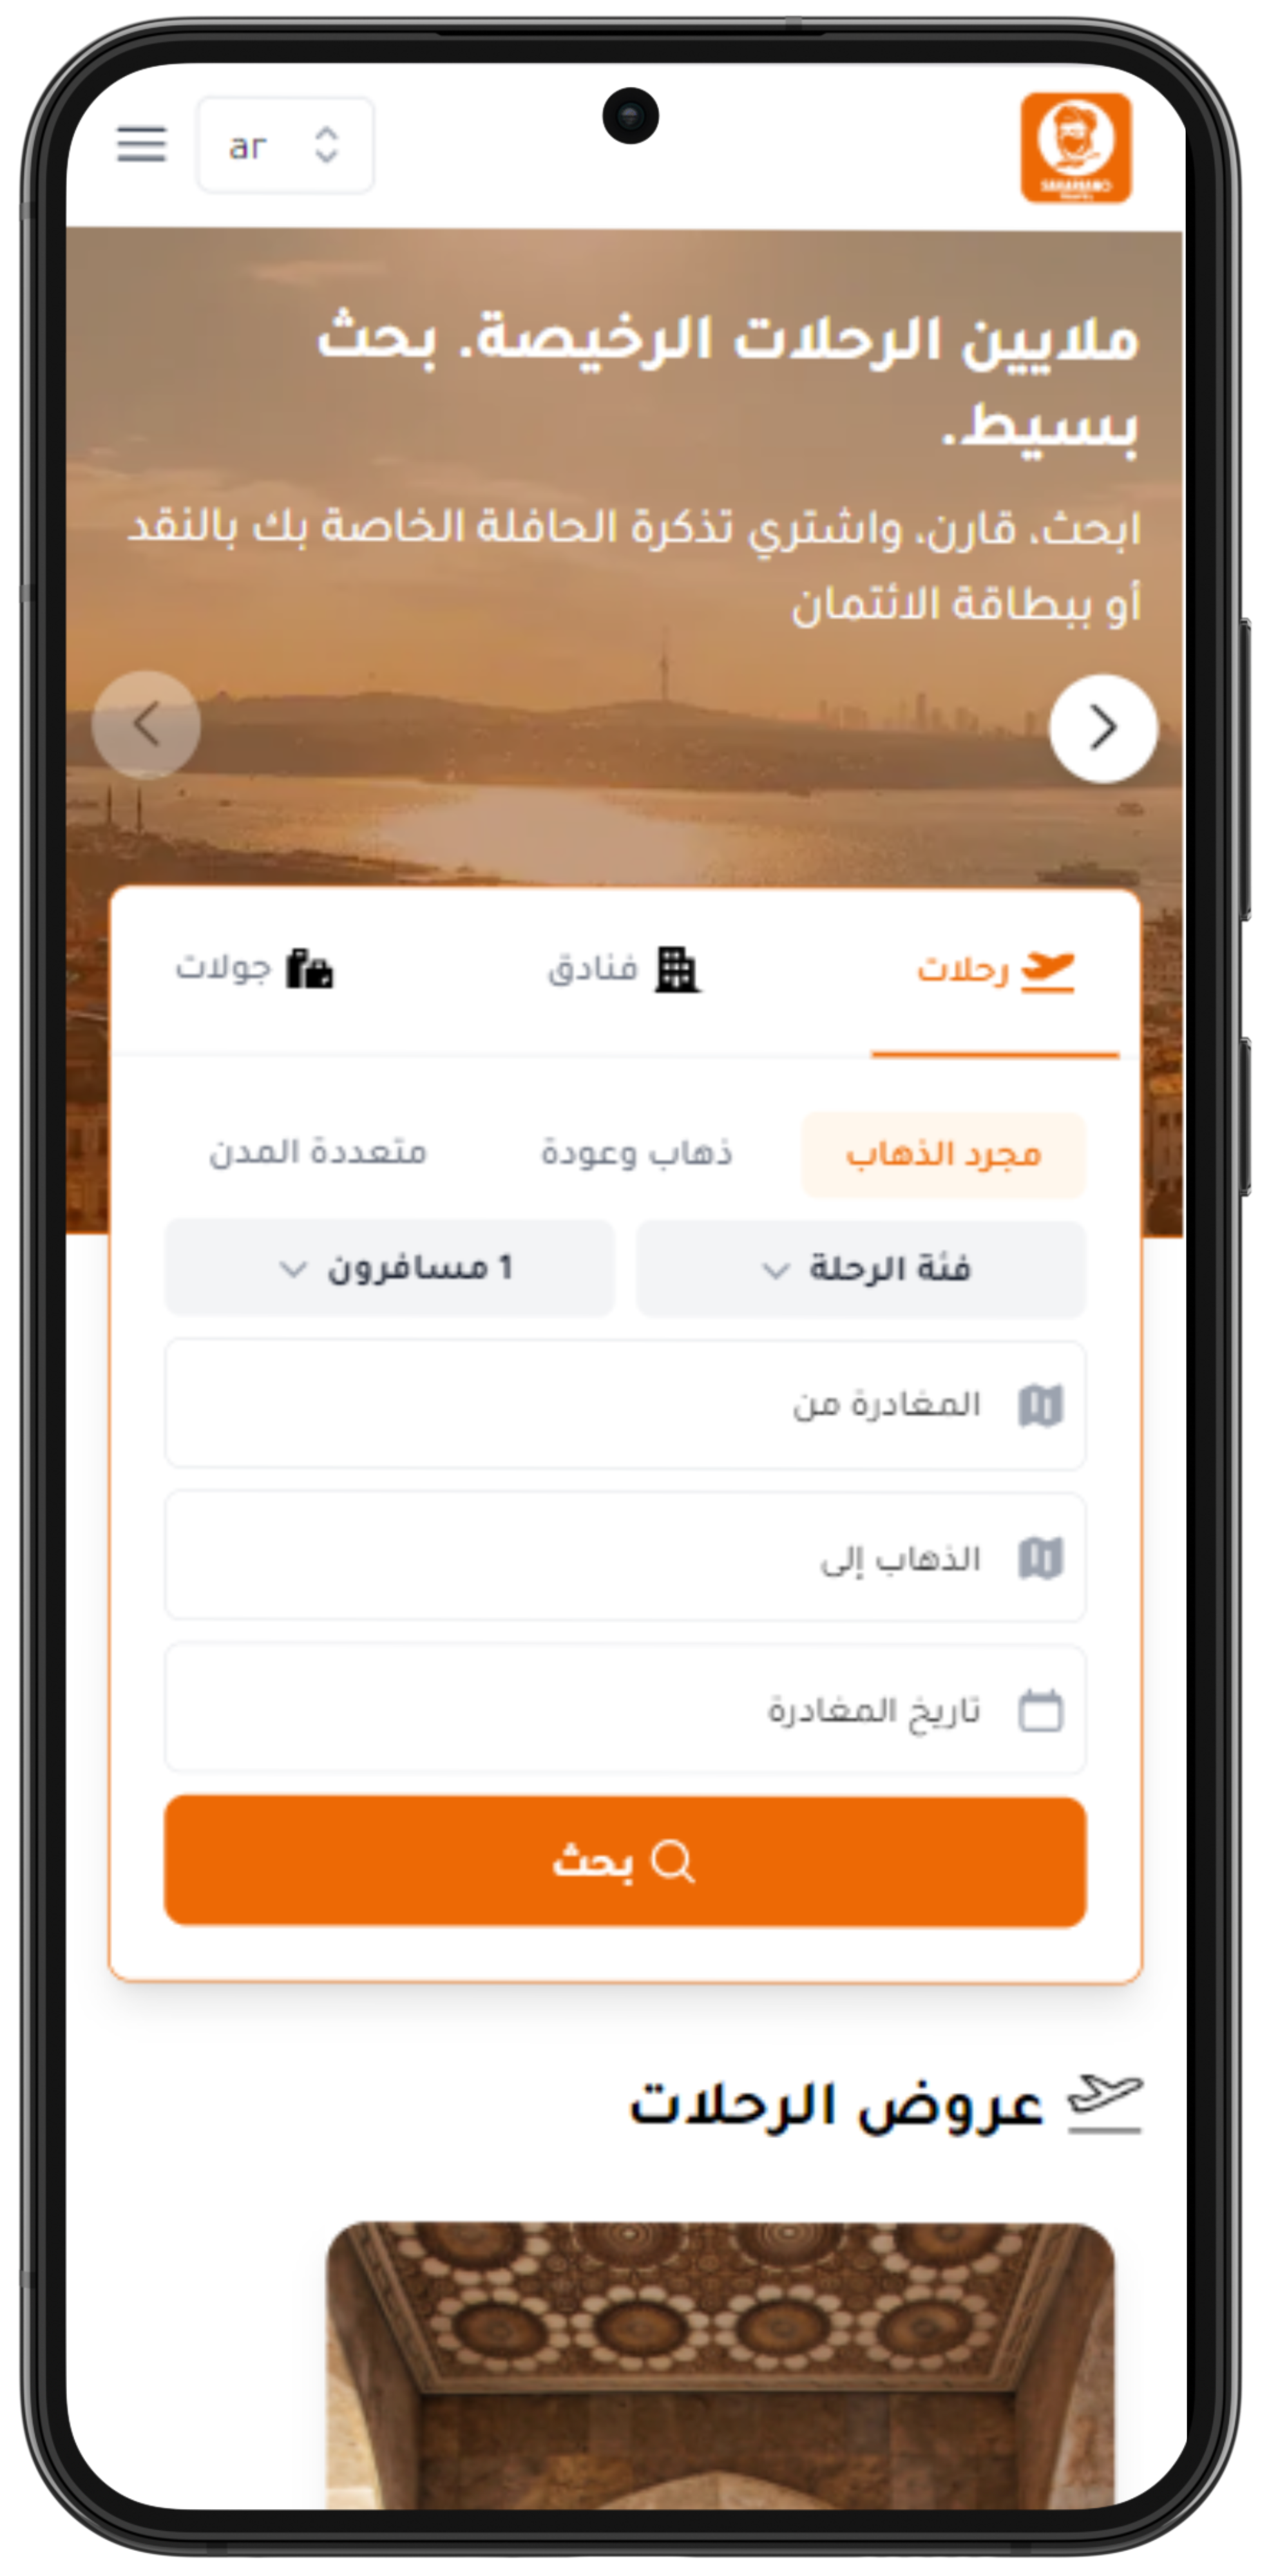 ar
ملايين الرحلات الرخيصة. بحث
بسيط.
ابحث، قارن، واشتري تذكرة الحافلة الخاصة بك بالنقد
أو ببطاقة الائتمان
رحلات
فنادق
جولات
مجرد الذهاب
ذهاب وعودة
متعددة المدن
فئة الرحلة
1 مسافرون
المغادرة من
الذهاب إلى
تاريخ المغادرة
بحث
عروض الرحلات